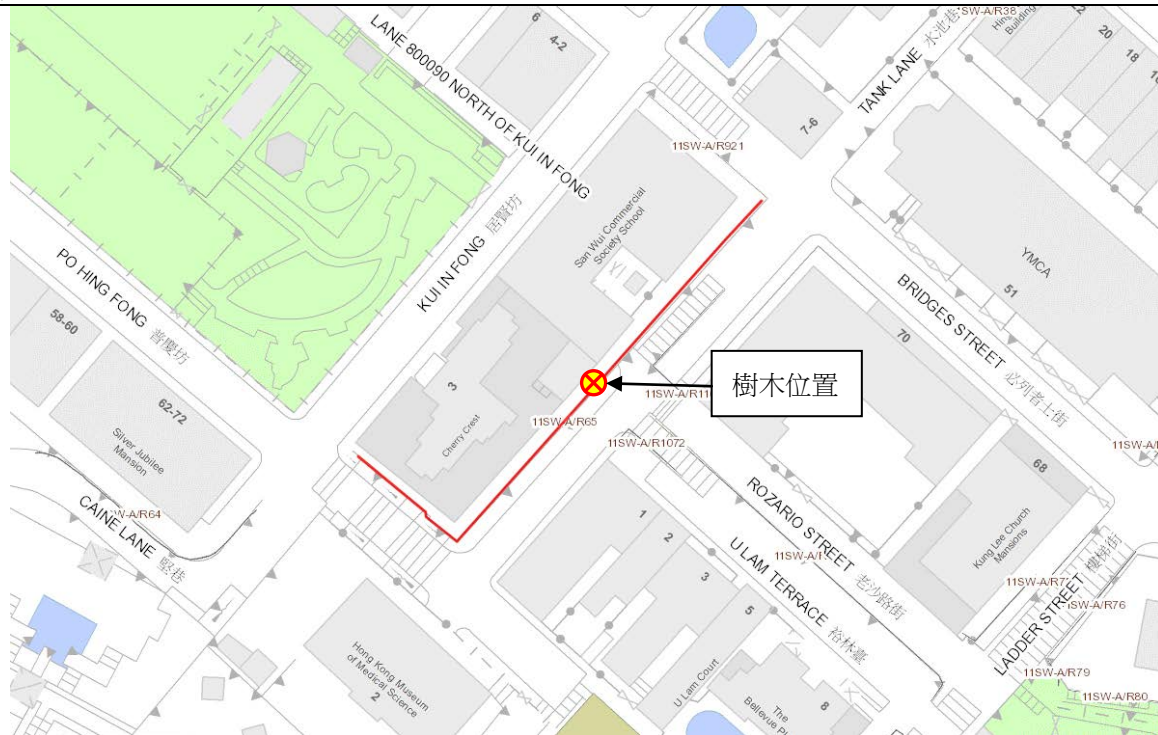 SW-A/R38
6
4-2
LANE 800090 NORTH OF KUI IN FONG
TANK LANE 水池巷
Building
20
18
7-6
11SW-A/R921
KUI IN FONG 居賢坊
San Wui Commercial
Society School
YMCA
51
BRIDGES STREET 必列者士街
PO HING FONG 普慶坊
58-60
62-72
Silver Jubilee
Mansion
3
Cherry Crest
樹木位置
70
11SW-A/R65
11SW-A/R1072
11SW-A/
68
Kung Lee Church
Mansions
CAINE LANE 堅巷
W-A/R64
ROZARIO STREET 老沙路街
U LAM TERRACE 裕林臺
11SW-A/
1
2
3
5
LADDER STREET 樓梯街
11SW-A/R7
SW-A/R76
11SW-A/R79
11SW-A/R80
Hong Kong Museum
of Medical Science
2
U Lam Court
The
Bellevue Pl
8